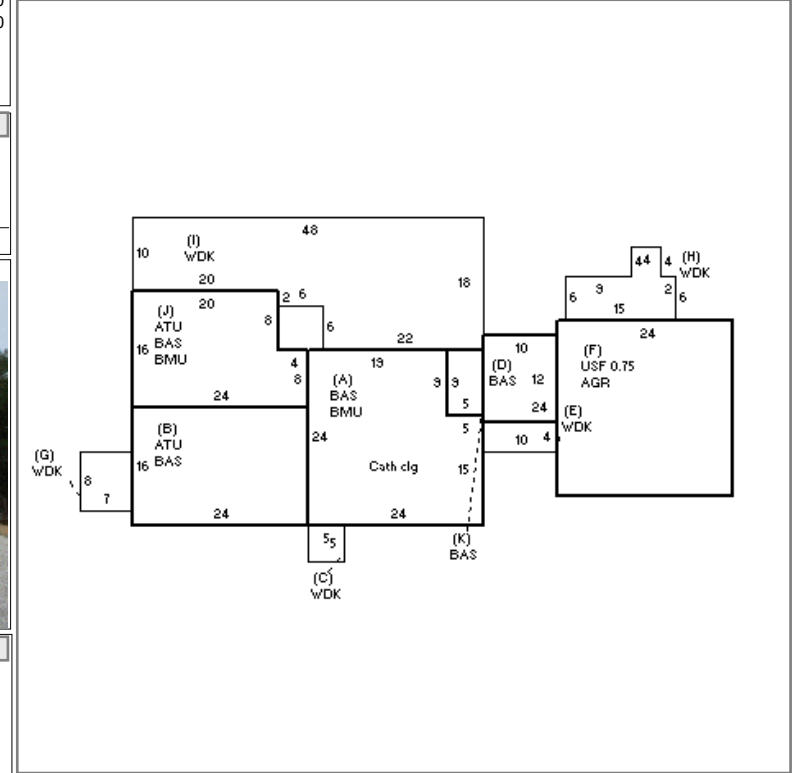 0
0
48
(I)
WDK
10
20
18
(H)
WDK
44 4
9
2
6
6
15
20
2 6
(J)
ATU
BAS
BMU
8
6
16
22
24
4
8
19
10
(A)
BAS
BMU
9 9
(D)
BAS
12
(F)
USF 0.75
AGR
24
5
24
(B)
ATU
BAS
24
5
(E)
WDK
10 4
(G)
WDK
16
8
7
Cath clg
15
24
24
55
(K)
BAS
(C)
WDK